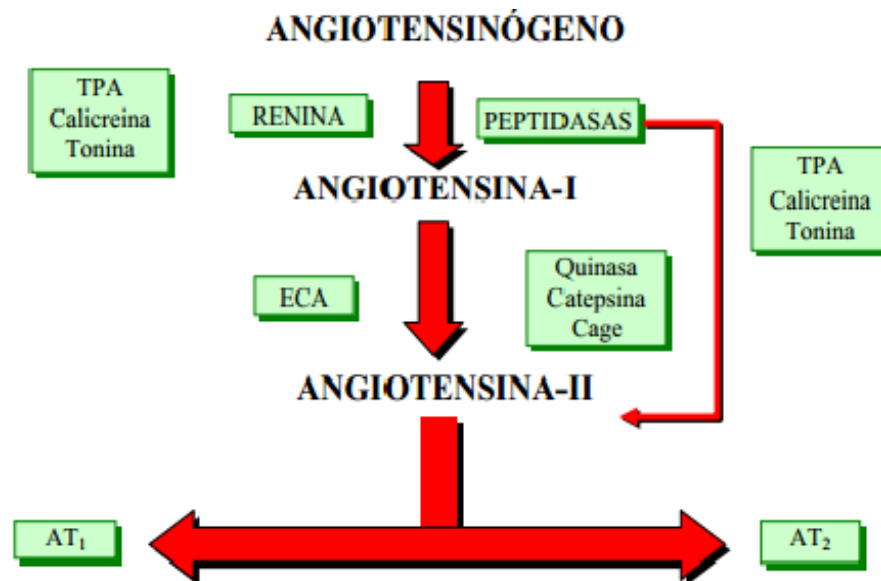 ANGIOTENSINÓGENO
TPA
Calicreina
Tonina
RENINA
PEPTIDASAS
ANGIOTENSINA-I
TPA
Calicreina
Tonina
ECA
Quinasa
Catepsina
Cage
ANGIOTENSINA-II
AT₁
AT₂